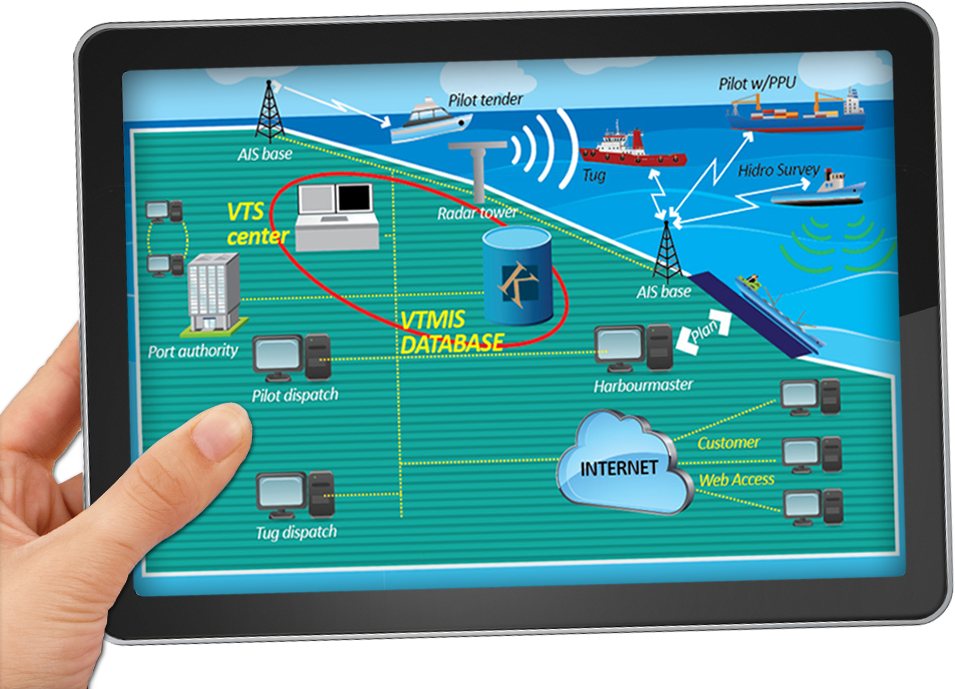 Pilot w/PPU
Pilot tender
AIS base
Tug
Hidro Survey
VTS
center
Radar tower
K
AIS base
VTMIS
DATABASE
Plan
Port authority
Pilot dispatch
Harbourmaster
Customer
INTERNET
Web Access
Tug dispatch